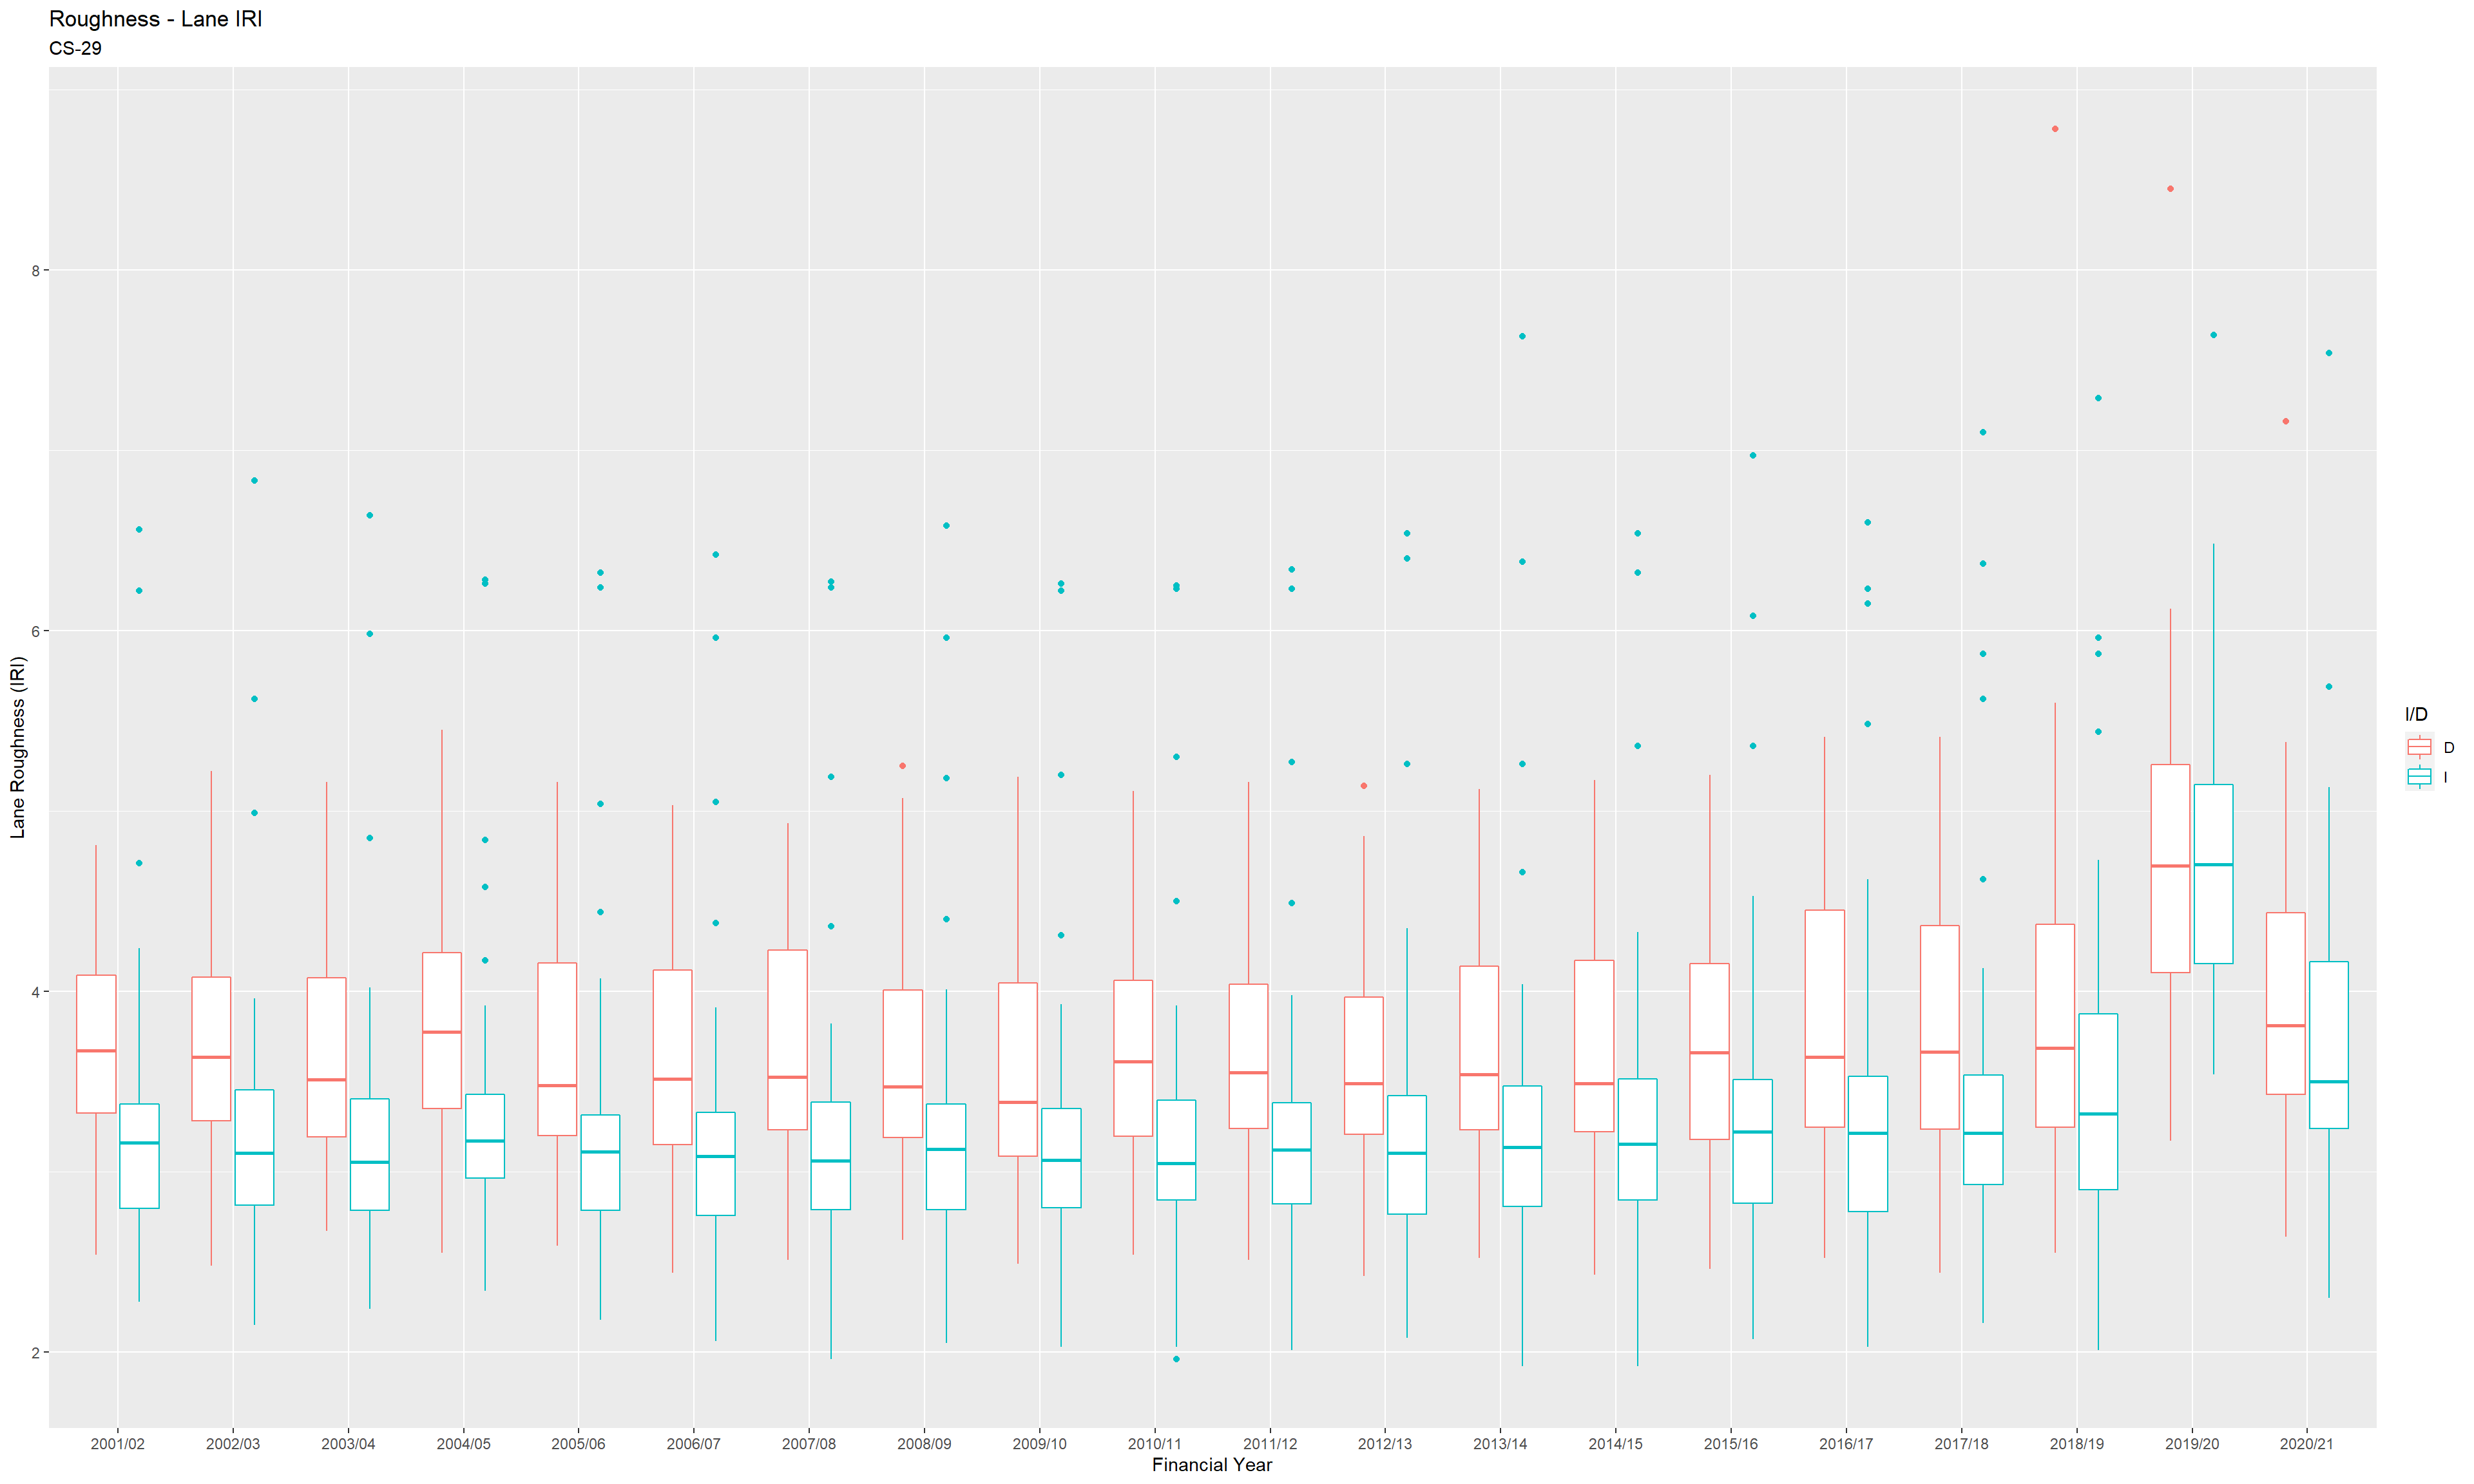 Roughness - Lane IRI
CS-29
Lane Roughness (IRI)
8
6
4
2
2001/02 2002/03 2003/04 2004/05 2005/06 2006/07 2007/08 2008/09 2009/10 2010/11 2011/12 2012/13 2013/14 2014/15 2015/16 2016/17 2017/18 2018/19 2019/20 2020/21
Financial Year
I/D
D
I